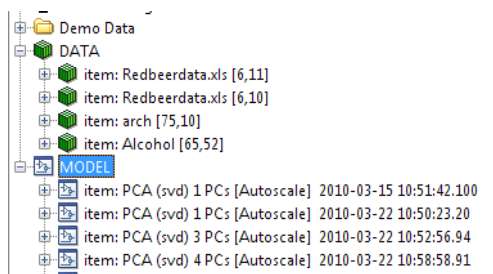 Demo Data
DATA
item: Redbeerdata.xls [6,11]
item: Redbeerdata.xls [6,10]
item: arch [75,10]
item: Alcohol [65,52]
MODEL
item: PCA (svd) 1 PCs [Autoscale] 2010-03-15 10:51:42.100
item: PCA (svd) 1 PCs [Autoscale] 2010-03-22 10:50:23.20
item: PCA (svd) 3 PCs [Autoscale] 2010-03-22 10:52:56.94
item: PCA (svd) 4 PCs [Autoscale] 2010-03-22 10:58:58.91